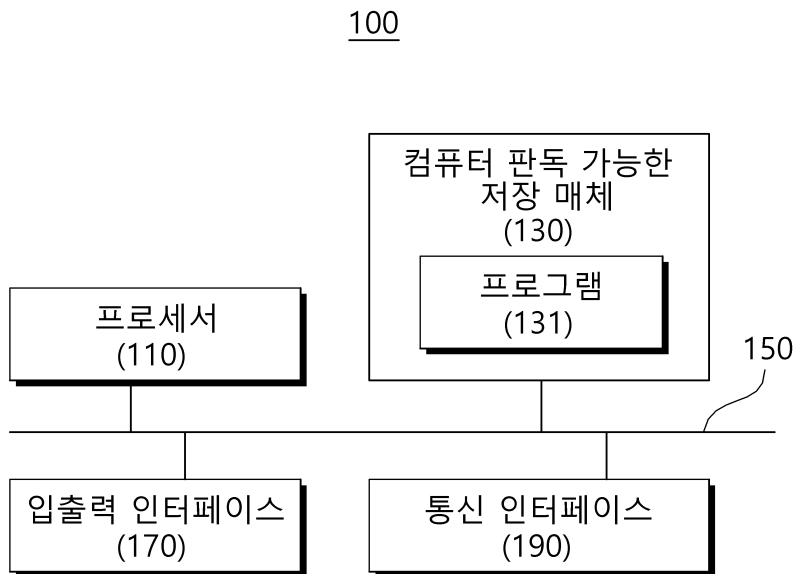 100
컴퓨터 판독 가능한
저장 매체
(130)
프로그램
(131)
프로세서
(110)
150
입출력 인터페이스
(170)
통신 인터페이스
(190)